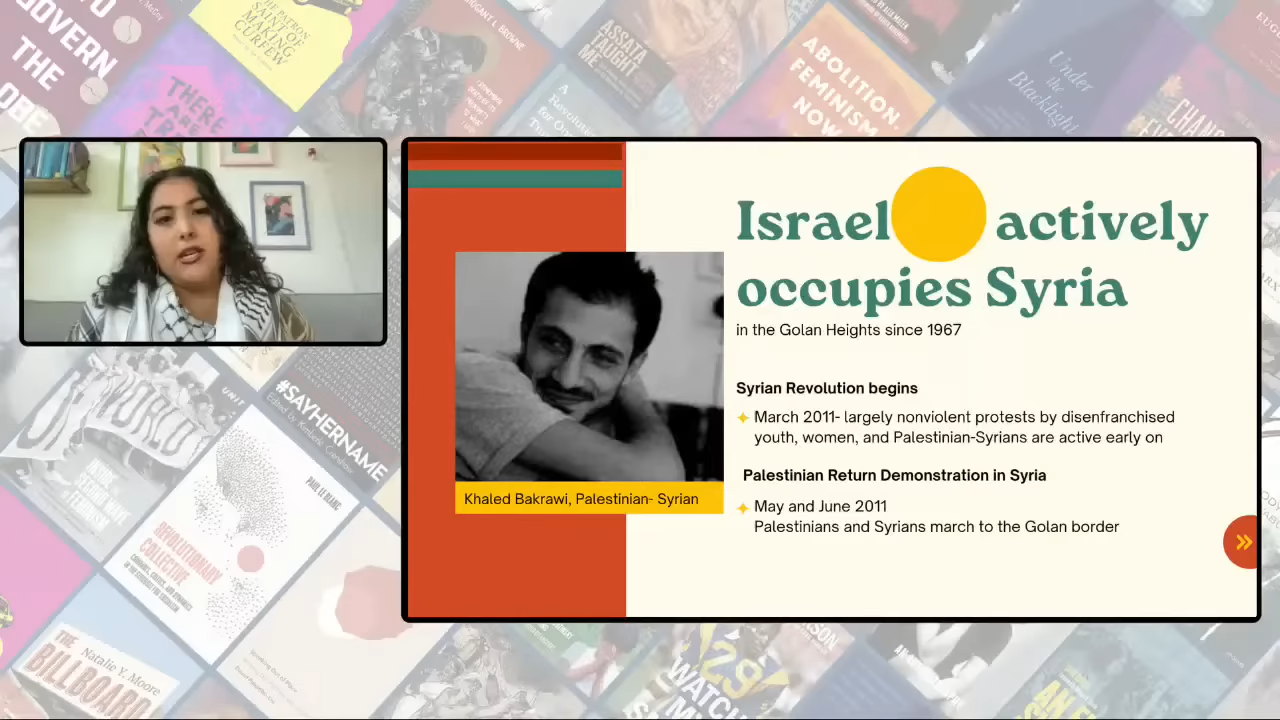 GOVERN
THE
THE PATRON
SAINT OF
MAKING
CURFEW
THERE
ARE
ASSATA
TAUGHT
ME
A
ABOLITION.
FEMINISM.
NOW.
Under
the
Blacklight
Israel actively
occupies Syria
in the Golan Heights since 1967
Syrian Revolution begins
March 2011- largely nonviolent protests by disenfranchised
youth, women, and Palestinian-Syrians are active early on
Palestinian Return Demonstration in Syria
May and June 2011
Palestinians and Syrians march to the Golan border
Khaled Bakrawi, Palestinian- Syrian
#SAYHERNAME
PAUL LE BLANC
REVOLUTIONARY
COLLECTIVE
THE
BILLBOARD
Natalie Y. Moore
WATCH